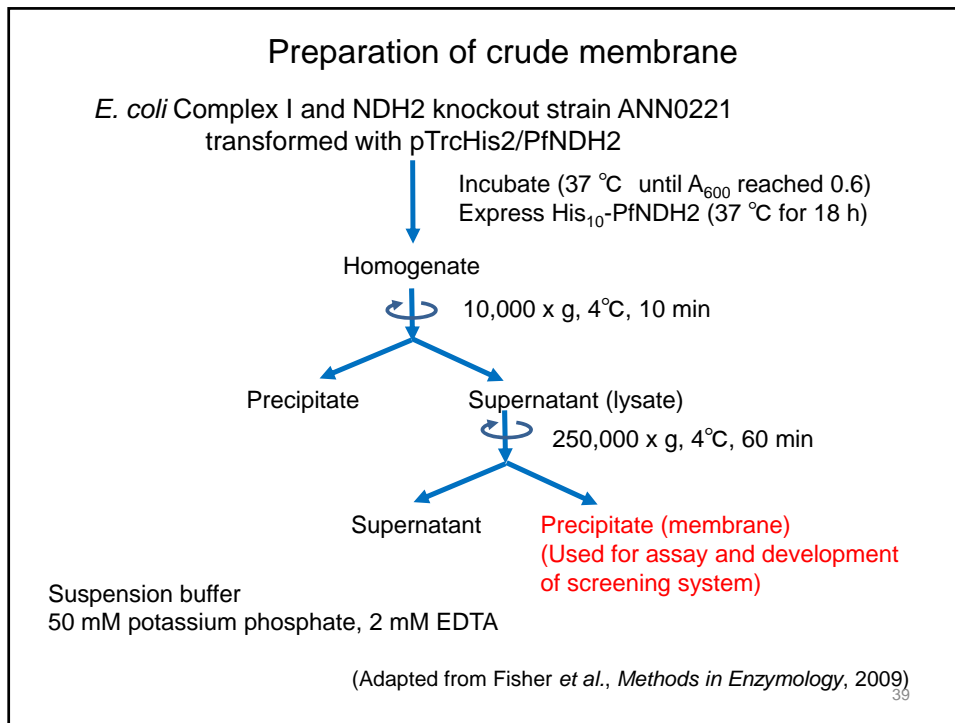 Preparation of crude membrane
E. coli Complex I and NDH2 knockout strain ANN0221
transformed with pTrcHis2/PfNDH2
Incubate (37 ℃ until A₆₀₀ reached 0.6)
Express His₁₀-PfNDH2 (37 ℃ for 18 h)
Homogenate
10,000 x g, 4℃, 10 min
Precipitate
Supernatant (lysate)
250,000 x g, 4℃, 60 min
Supernatant
Precipitate (membrane)
(Used for assay and development
of screening system)
Suspension buffer
50 mM potassium phosphate, 2 mM EDTA
(Adapted from Fisher et al., Methods in Enzymology, 2009)
39